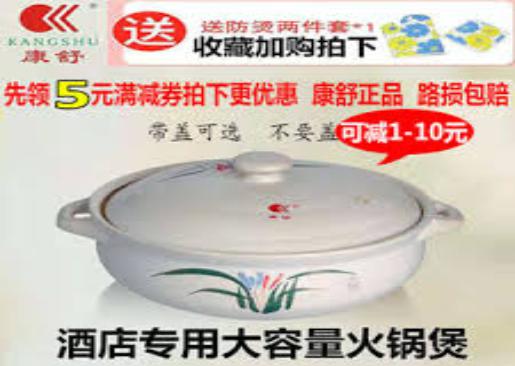 KANGSHU
康舒
送
送防烫两件套*1
收藏加购拍下
先领5元满减券拍下更优惠 康舒正品 路损包赔
带盖可选 不要盖可减1-10元
酒店专用大容量火锅煲